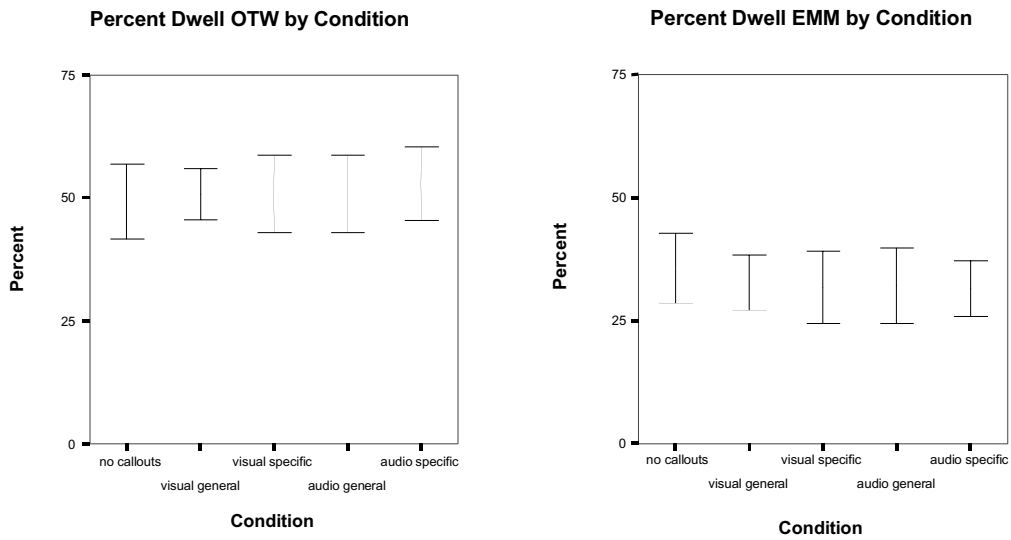 Percent Dwell OTW by Condition
75
50
25
0
Percent
no callouts
visual general
visual specific
audio general
audio specific
Condition
Percent Dwell EMM by Condition
75
50
25
0
Percent
no callouts
visual general
visual specific
audio general
audio specific
Condition